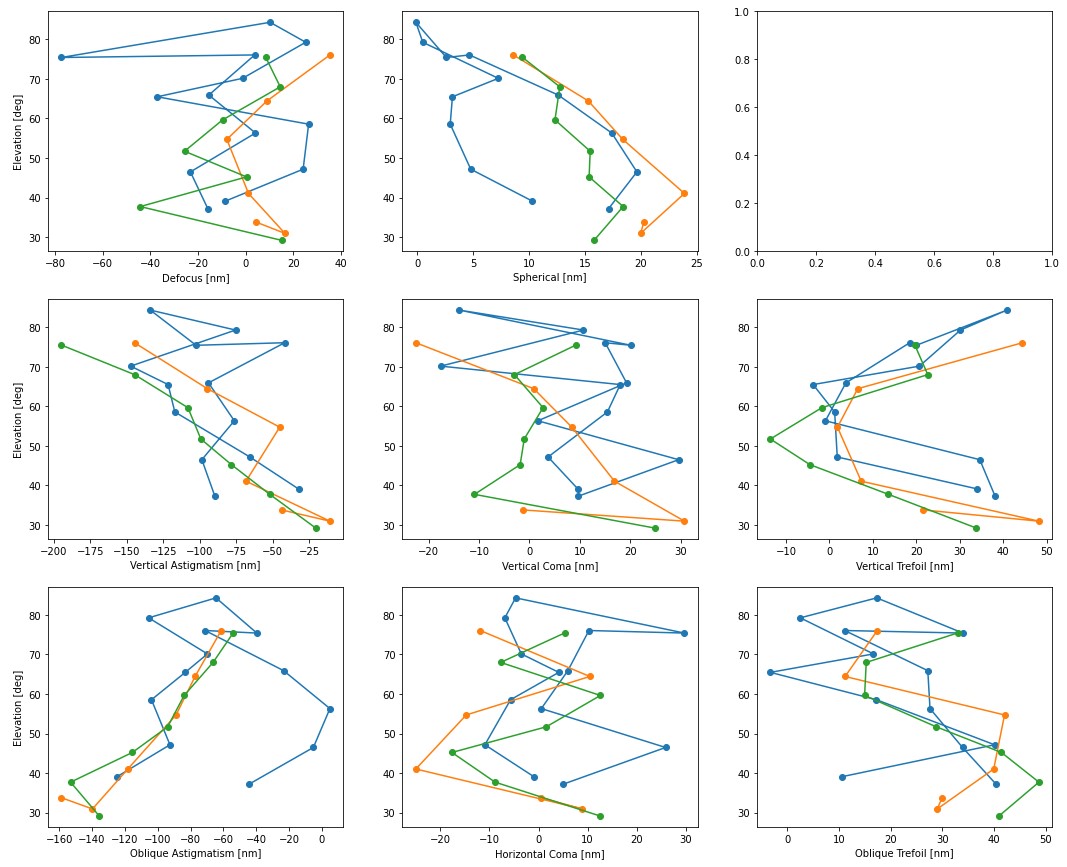 80
70
60
50
40
30
Elevation [deg]
−80 −60 −40 −20 0 20 40
Defocus [nm]
80
70
60
50
40
30
0 5 10 15 20 25
Spherical [nm]
1.0
0.8
0.6
0.4
0.2
0.0
0.0 0.2 0.4 0.6 0.8 1.0
80
70
60
50
40
30
Elevation [deg]
−200 −175 −150 −125 −100 −75 −50 −25
Vertical Astigmatism [nm]
80
70
60
50
40
30
−20 −10 0 10 20 30
Vertical Coma [nm]
80
70
60
50
40
30
−10 0 10 20 30 40 50
Vertical Trefoil [nm]
80
70
60
50
40
30
Elevation [deg]
−160 −140 −120 −100 −80 −60 −40 −20 0
Oblique Astigmatism [nm]
80
70
60
50
40
30
−20 −10 0 10 20 30
Horizontal Coma [nm]
80
70
60
50
40
30
0 10 20 30 40 50
Oblique Trefoil [nm]